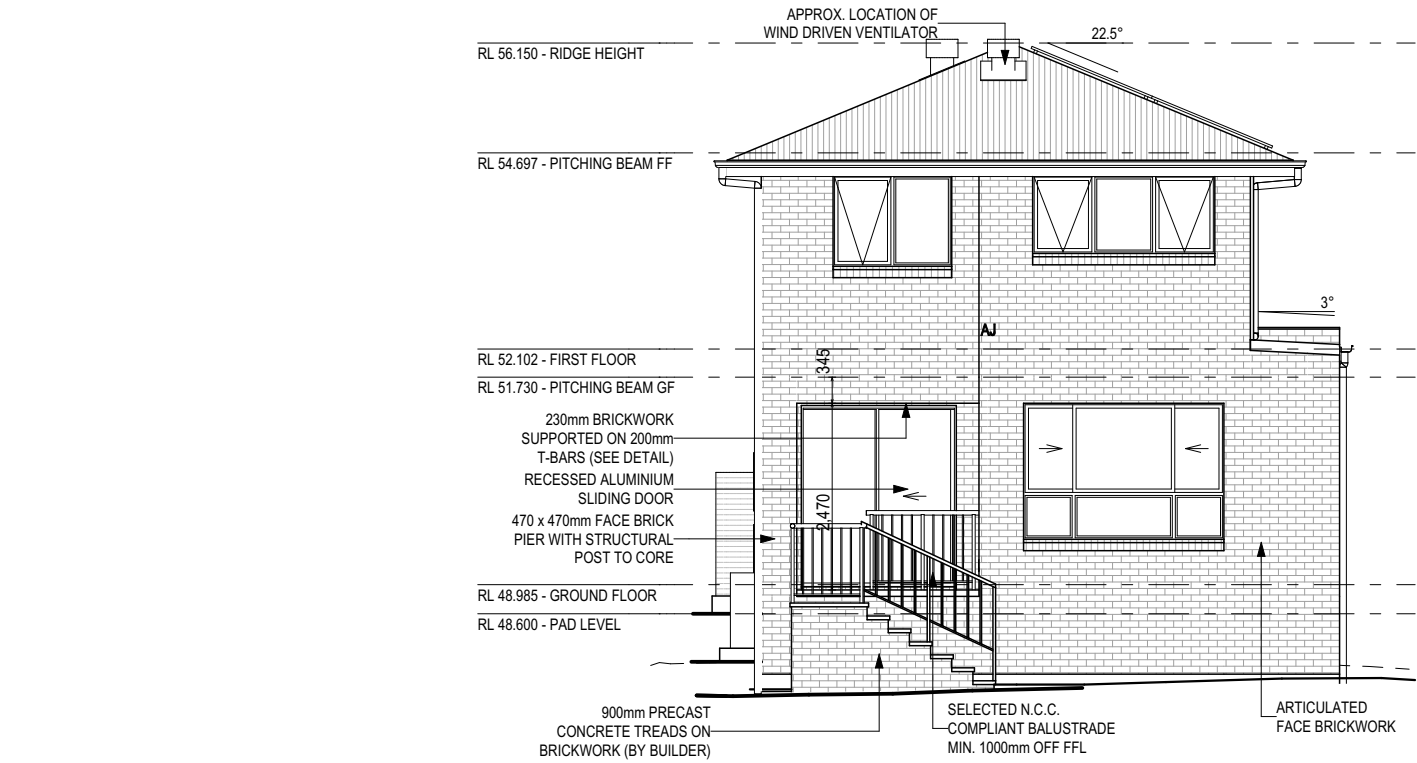 APPROX. LOCATION OF
WIND DRIVEN VENTILATOR
22.5°
RL 56.150 - RIDGE HEIGHT
RL 54.697 - PITCHING BEAM FF
3°
AJ
RL 52.102 - FIRST FLOOR
345
RL 51.730 - PITCHING BEAM GF
230mm BRICKWORK
SUPPORTED ON 200mm
T-BARS (SEE DETAIL)
RECESSED ALUMINIUM
SLIDING DOOR
2,470
470 x 470mm FACE BRICK
PIER WITH STRUCTURAL
POST TO CORE
RL 48.985 - GROUND FLOOR
RL 48.600 - PAD LEVEL
900mm PRECAST
CONCRETE TREADS ON
BRICKWORK (BY BUILDER)
SELECTED N.C.C.
COMPLIANT BALUSTRADE
MIN. 1000mm OFF FFL
ARTICULATED
FACE BRICKWORK